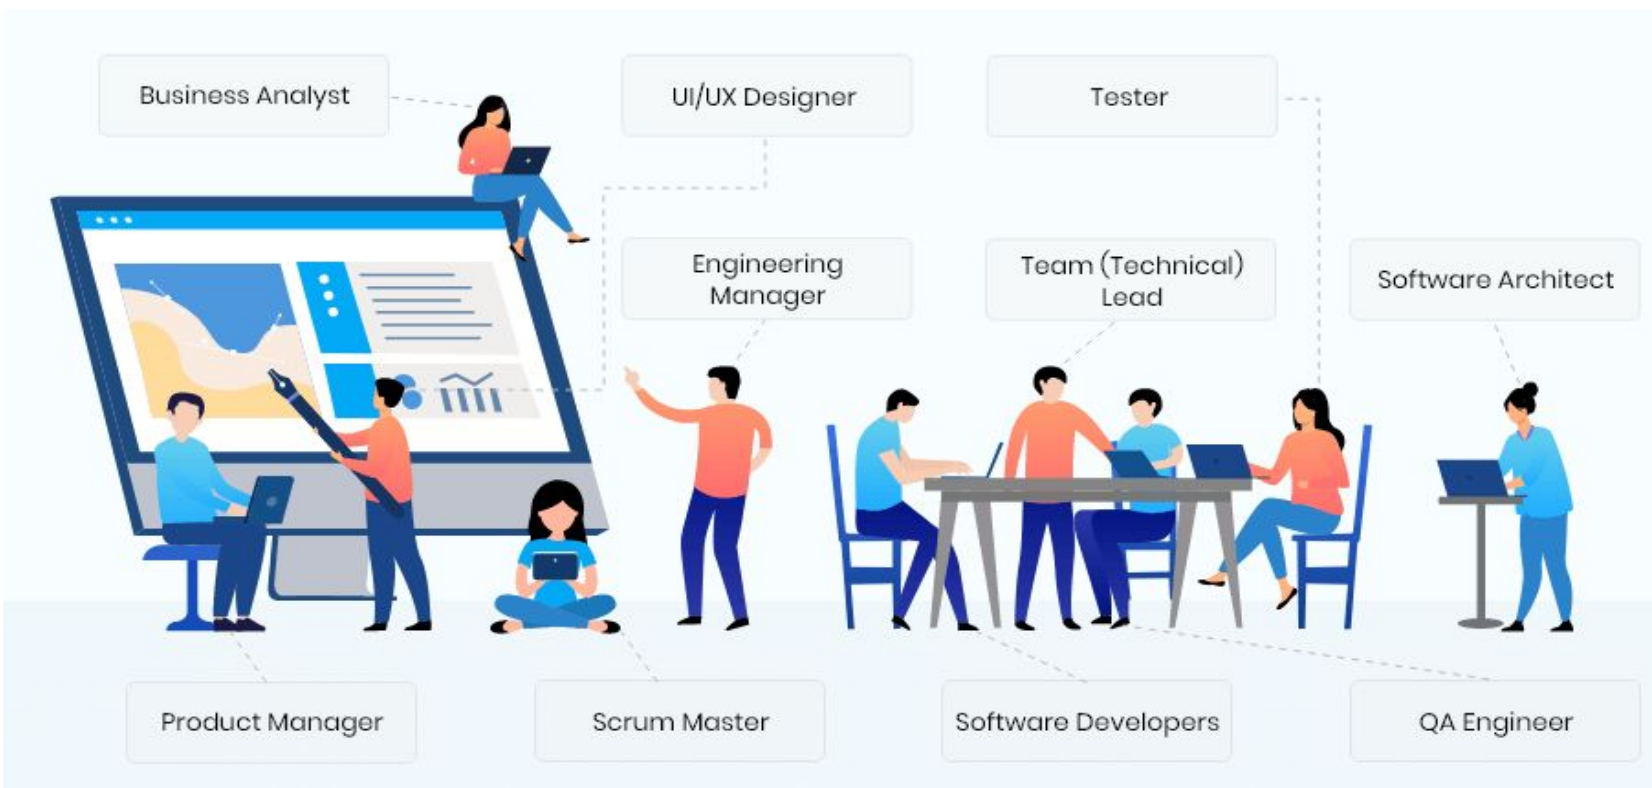 Business Analyst
UI/UX Designer
Tester
Engineering
Manager
Team (Technical)
Lead
Software Architect
Product Manager
Scrum Master
Software Developers
QA Engineer